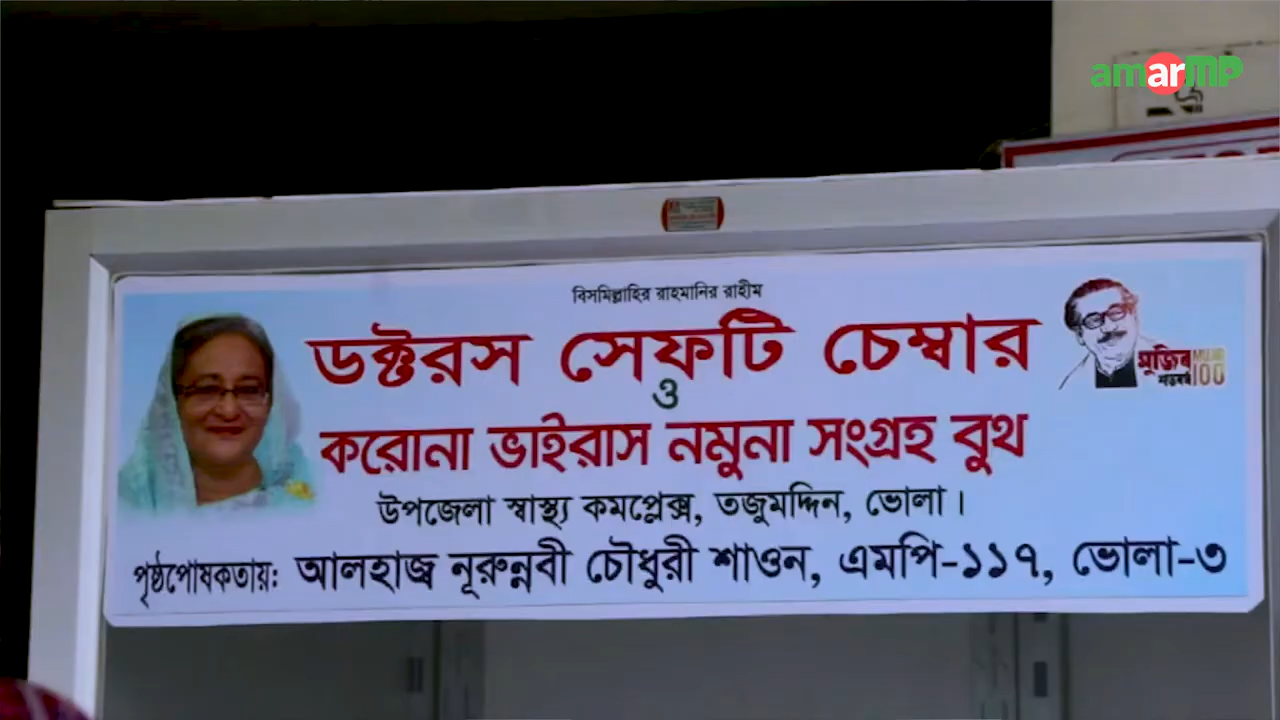 amarMP
বিসমিল্লাহির রাহমানির রাহীম
ডক্টরস সেফটি চেম্বার
ও
করোনা ভাইরাস নমুনা সংগ্রহ বুথ
উপজেলা স্বাস্থ্য কমপ্লেক্স, তজুমদ্দিন, ভোলা।
পৃষ্ঠপোষকতায়: আলহাজ্ব নূরুন্নবী চৌধুরী শাওন, এমপি-১১৭, ভোলা-৩
মুজিব
শতবর্ষ
100